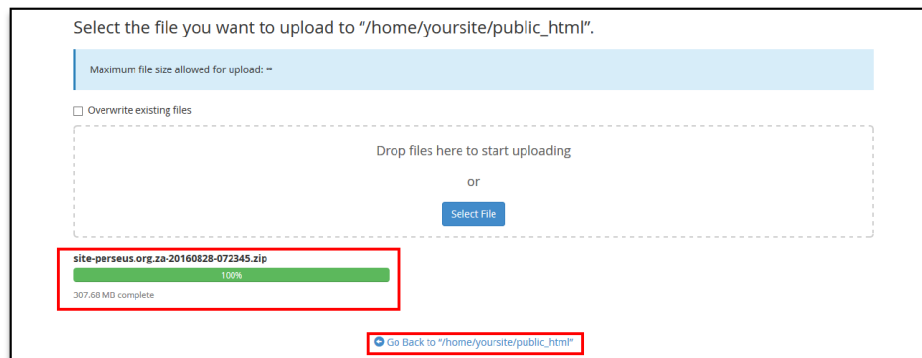 Select the file you want to upload to “/home/yoursite/public_html”.
Maximum file size allowed for upload: ∞
Overwrite existing files
Drop files here to start uploading
or
Select File
site-perseus.org.za-20160828-072345.zip
100%
307.68 MB complete
Go Back to “/home/yoursite/public_html”